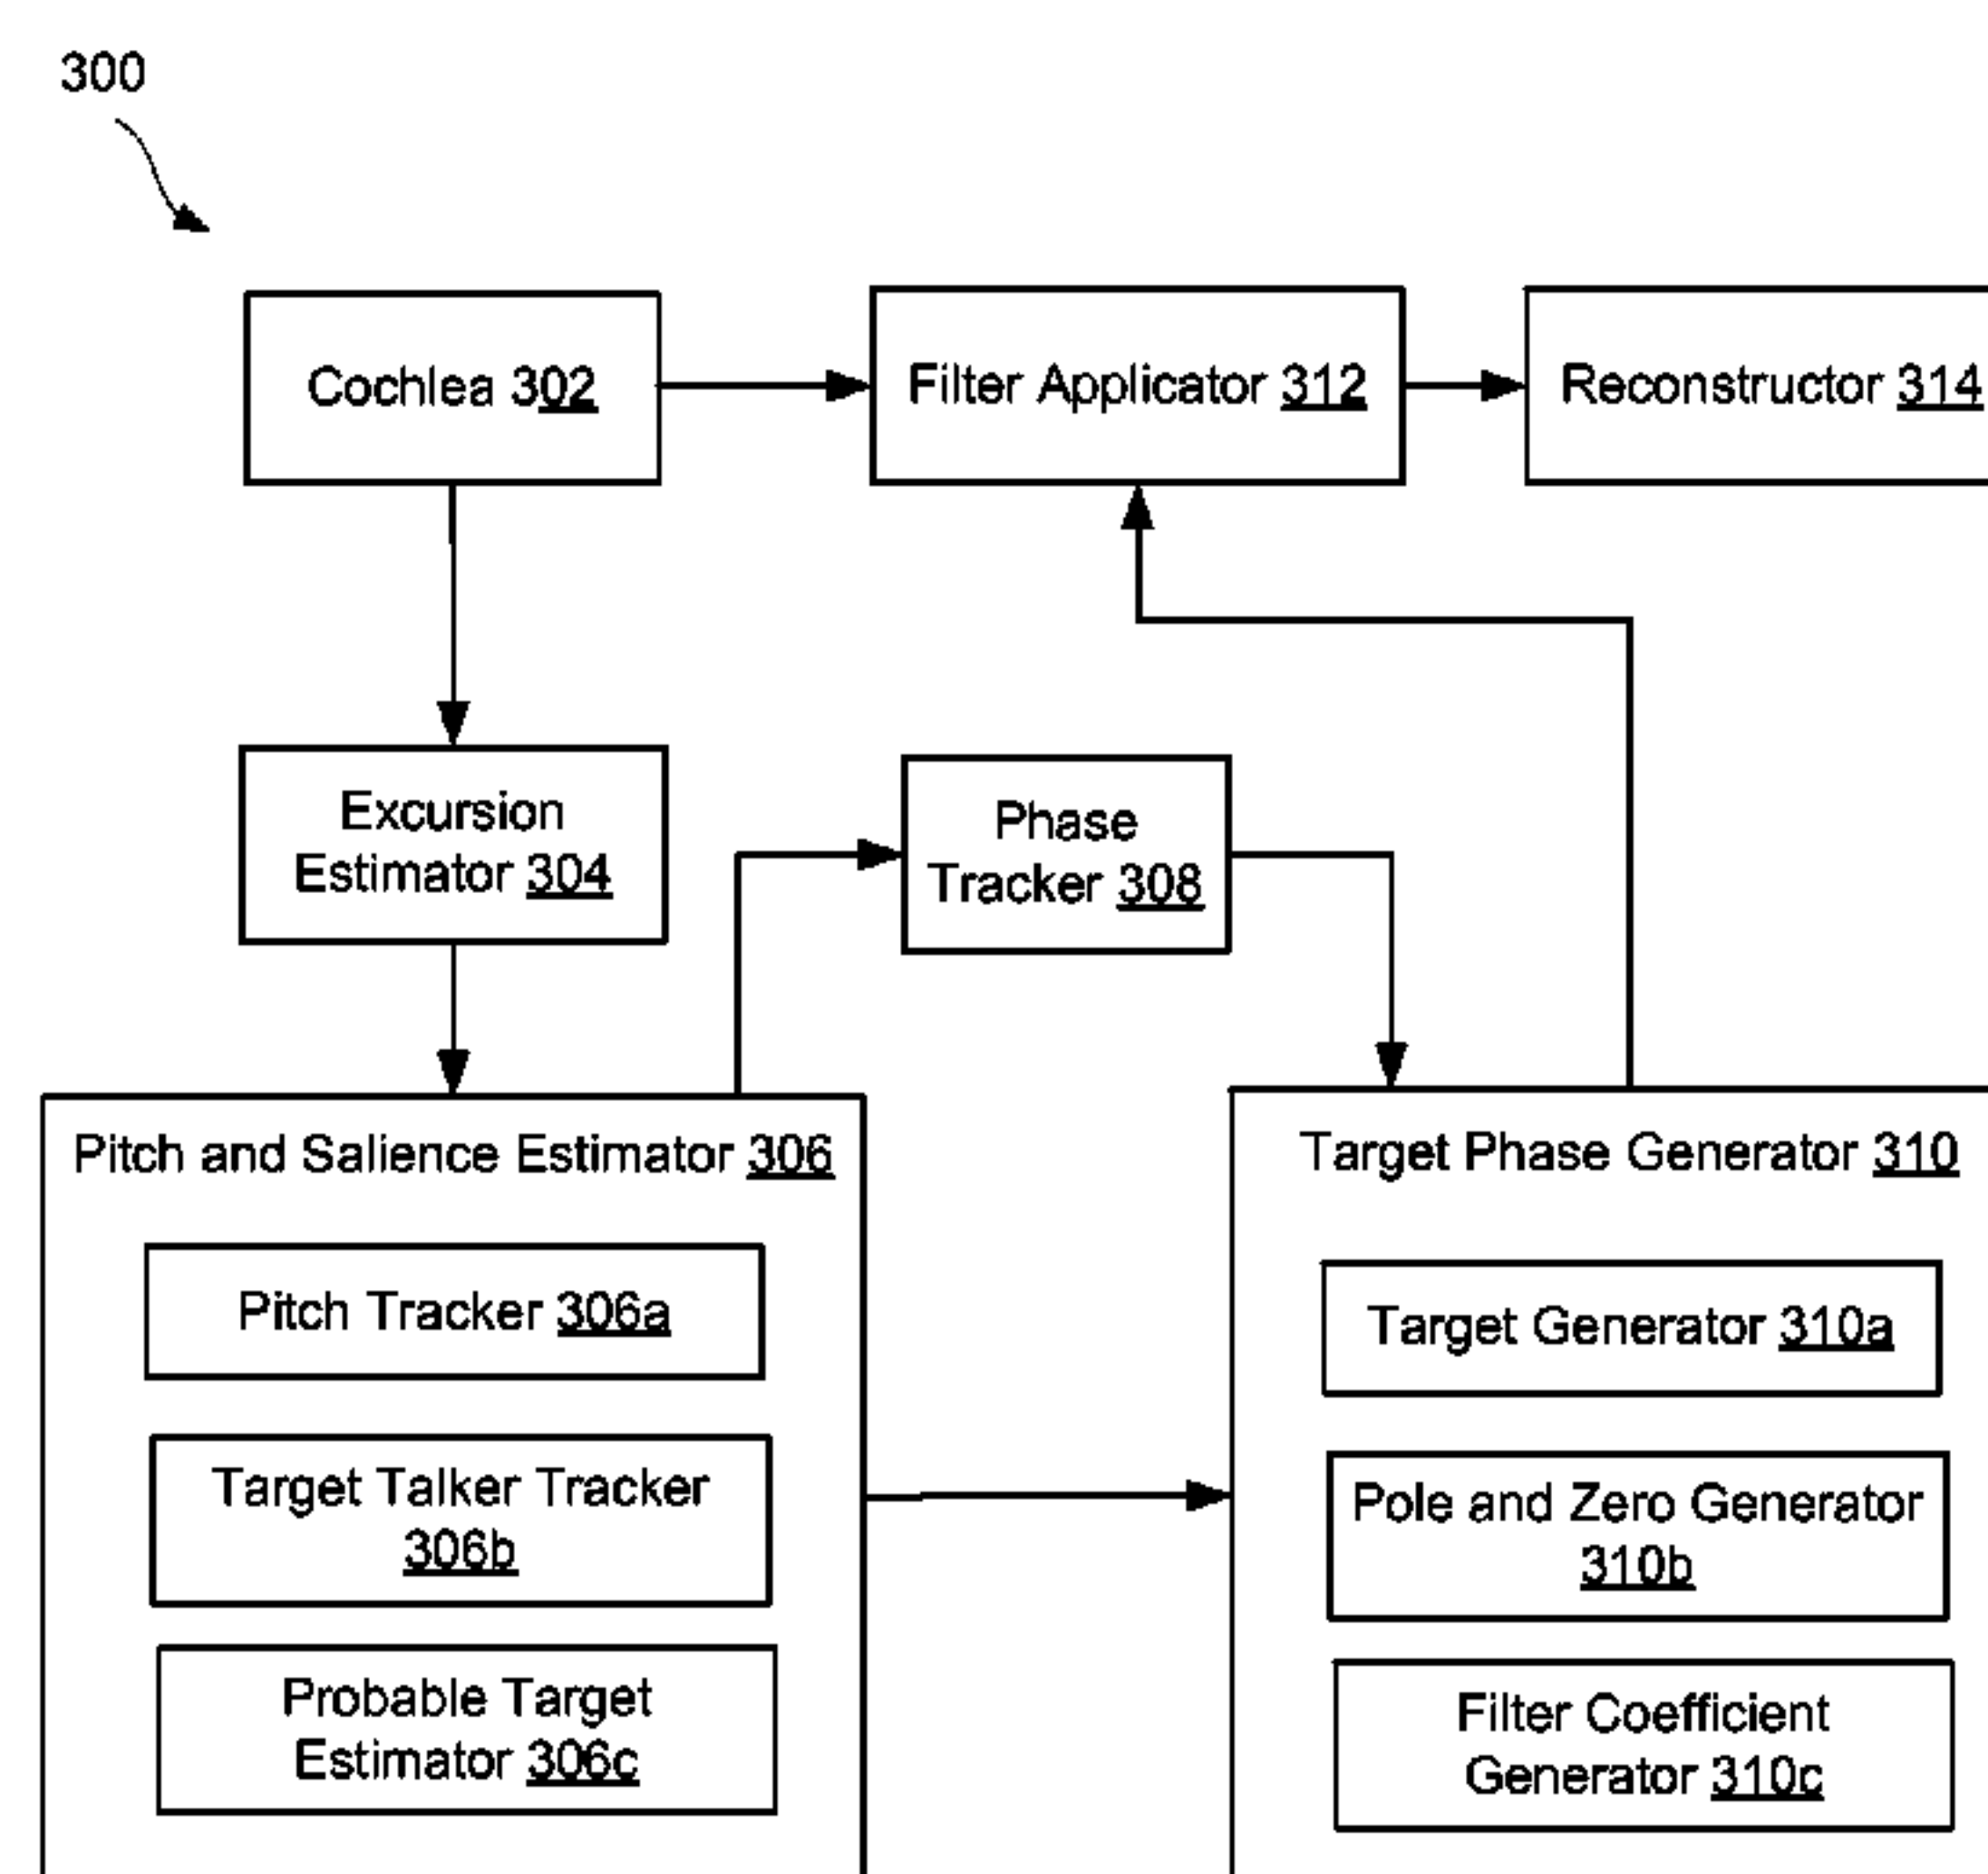 300
Cochlea 302
Filter Applicator 312
Reconstructor 314
Excursion
Estimator 304
Phase
Tracker 308
Pitch and Salience Estimator 306
Pitch Tracker 306a
Target Talker Tracker
306b
Probable Target
Estimator 306c
Target Phase Generator 310
Target Generator 310a
Pole and Zero Generator
310b
Filter Coefficient
Generator 310c